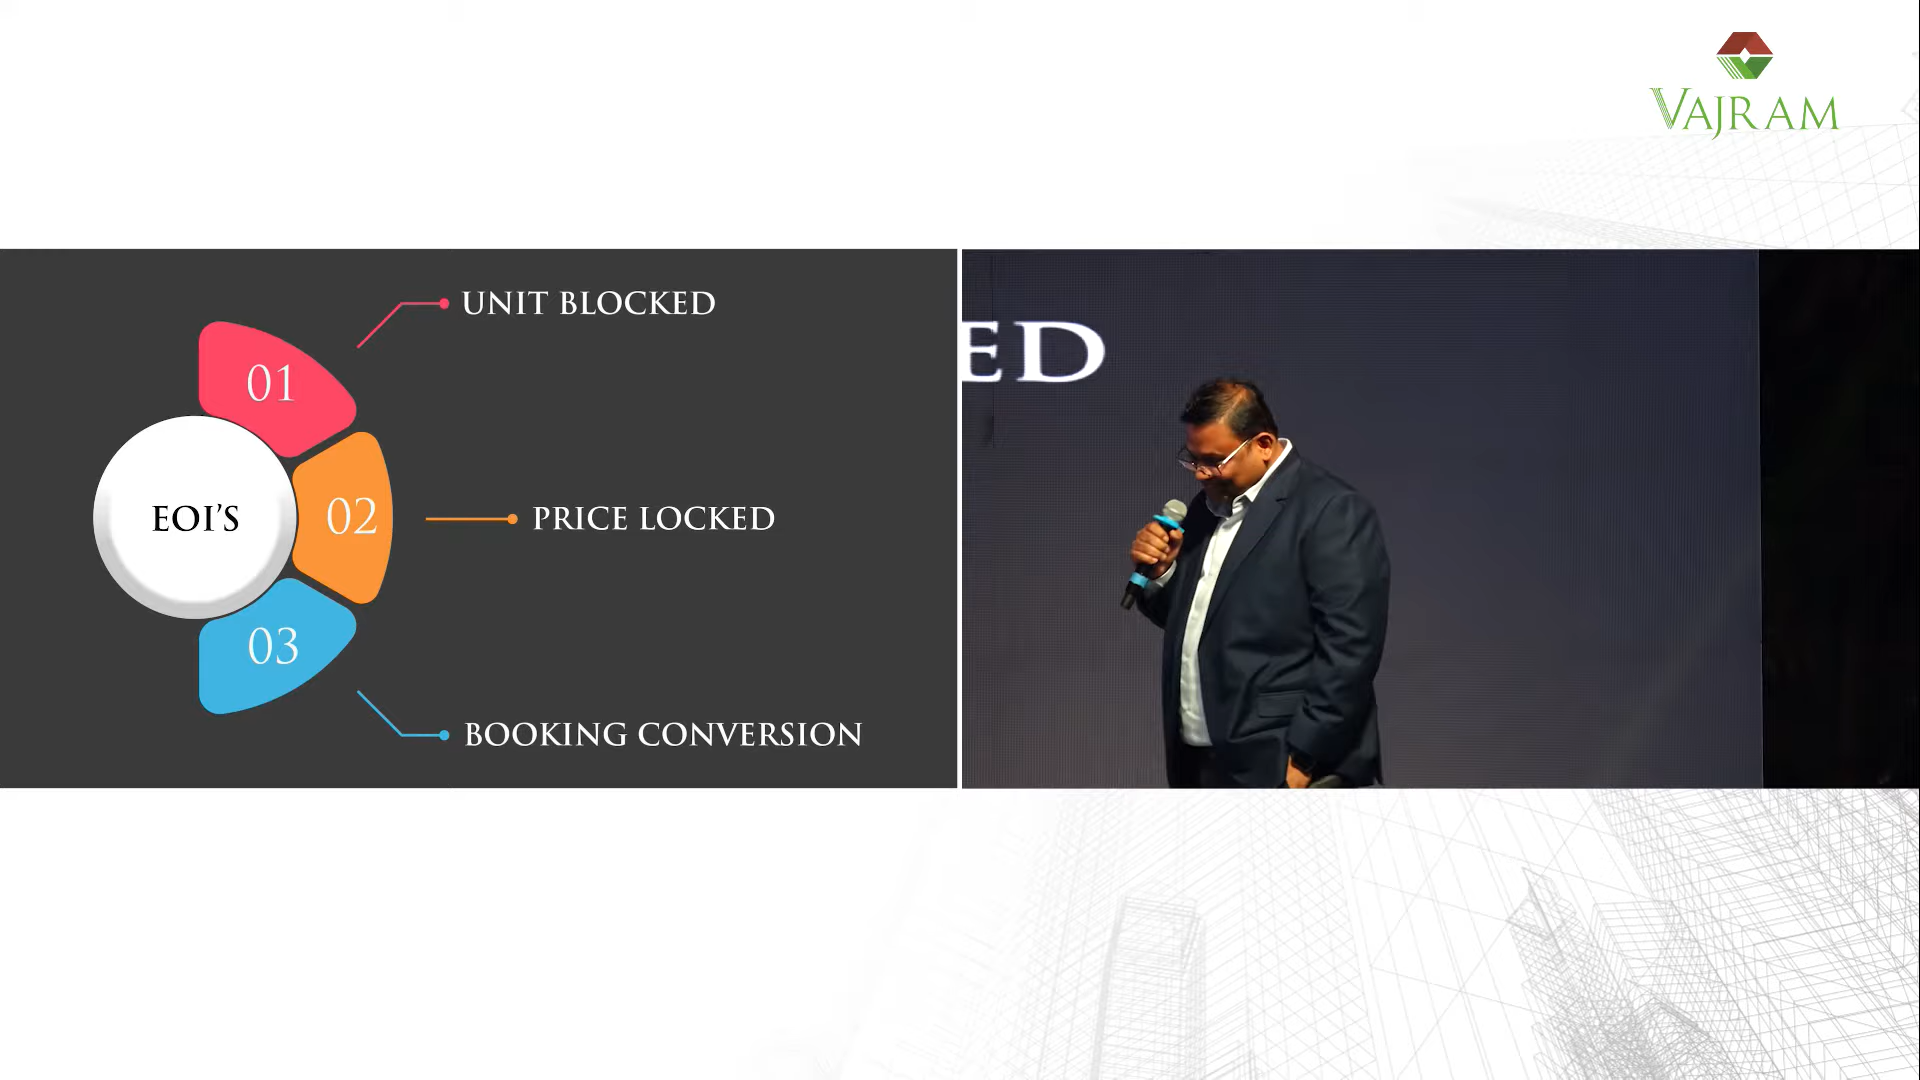 VAJRAM
01
UNIT BLOCKED
EOI'S
02
PRICE LOCKED
03
BOOKING CONVERSION
ED